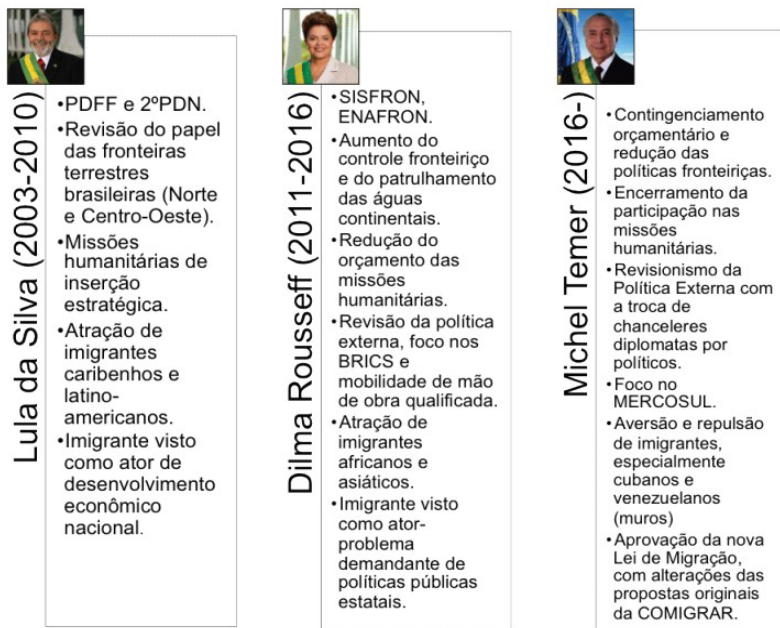 Lula da Silva (2003-2010)
•PDFF e 2ºPDN.
•Revisão do papel
das fronteiras
terrestres
brasileiras (Norte
e Centro-Oeste).
•Missões
humanitárias de
inserção
estratégica.
•Atração de
imigrantes
caribenhos e
latino-
americanos.
•Imigrante visto
como ator de
desenvolvimento
econômico
nacional.
Dilma Rousseff (2011-2016)
•SISFRON,
ENAFRON.
•Aumento do
controle fronteiriço
e do patrulhamento
das águas
continentais.
•Redução do
orçamento das
missões
humanitárias.
•Revisão da política
externa, foco nos
BRICS e
mobilidade de mão
de obra qualificada.
•Atração de
imigrantes
africanos e
asiáticos.
•Imigrante visto
como ator-
problema
demandante de
políticas públicas
estatais.
Michel Temer (2016-)
•Contingenciamento
orçamentário e
redução das
políticas fronteiriças.
•Encerramento da
participação nas
missões
humanitárias.
•Revisionismo da
Política Externa com
a troca de
chanceleres
diplomatas por
políticos.
•Foco no
MERCOSUL.
•Aversão e repulsão
de imigrantes,
especialmente
cubanos e
venezuelanos
(muros)
•Aprovação da nova
Lei de Migração,
com alterações das
propostas originais
da COMIGRAR.